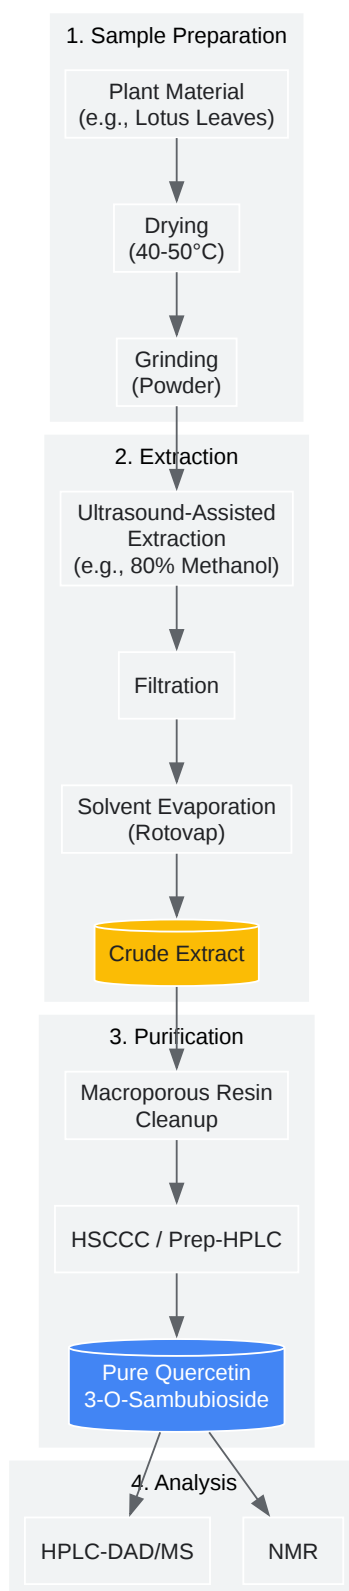 1. Sample Preparation
Plant Material
(e.g., Lotus Leaves)
Drying
(40-50°C)
Grinding
(Powder)
2. Extraction
Ultrasound-Assisted
Extraction
(e.g., 80% Methanol)
Filtration
Solvent Evaporation
(Rotovap)
Crude Extract
3. Purification
Macroporous Resin
Cleanup
HSCCC / Prep-HPLC
Pure Quercetin
3-O-Sambubioside
4. Analysis
HPLC-DAD/MS
NMR